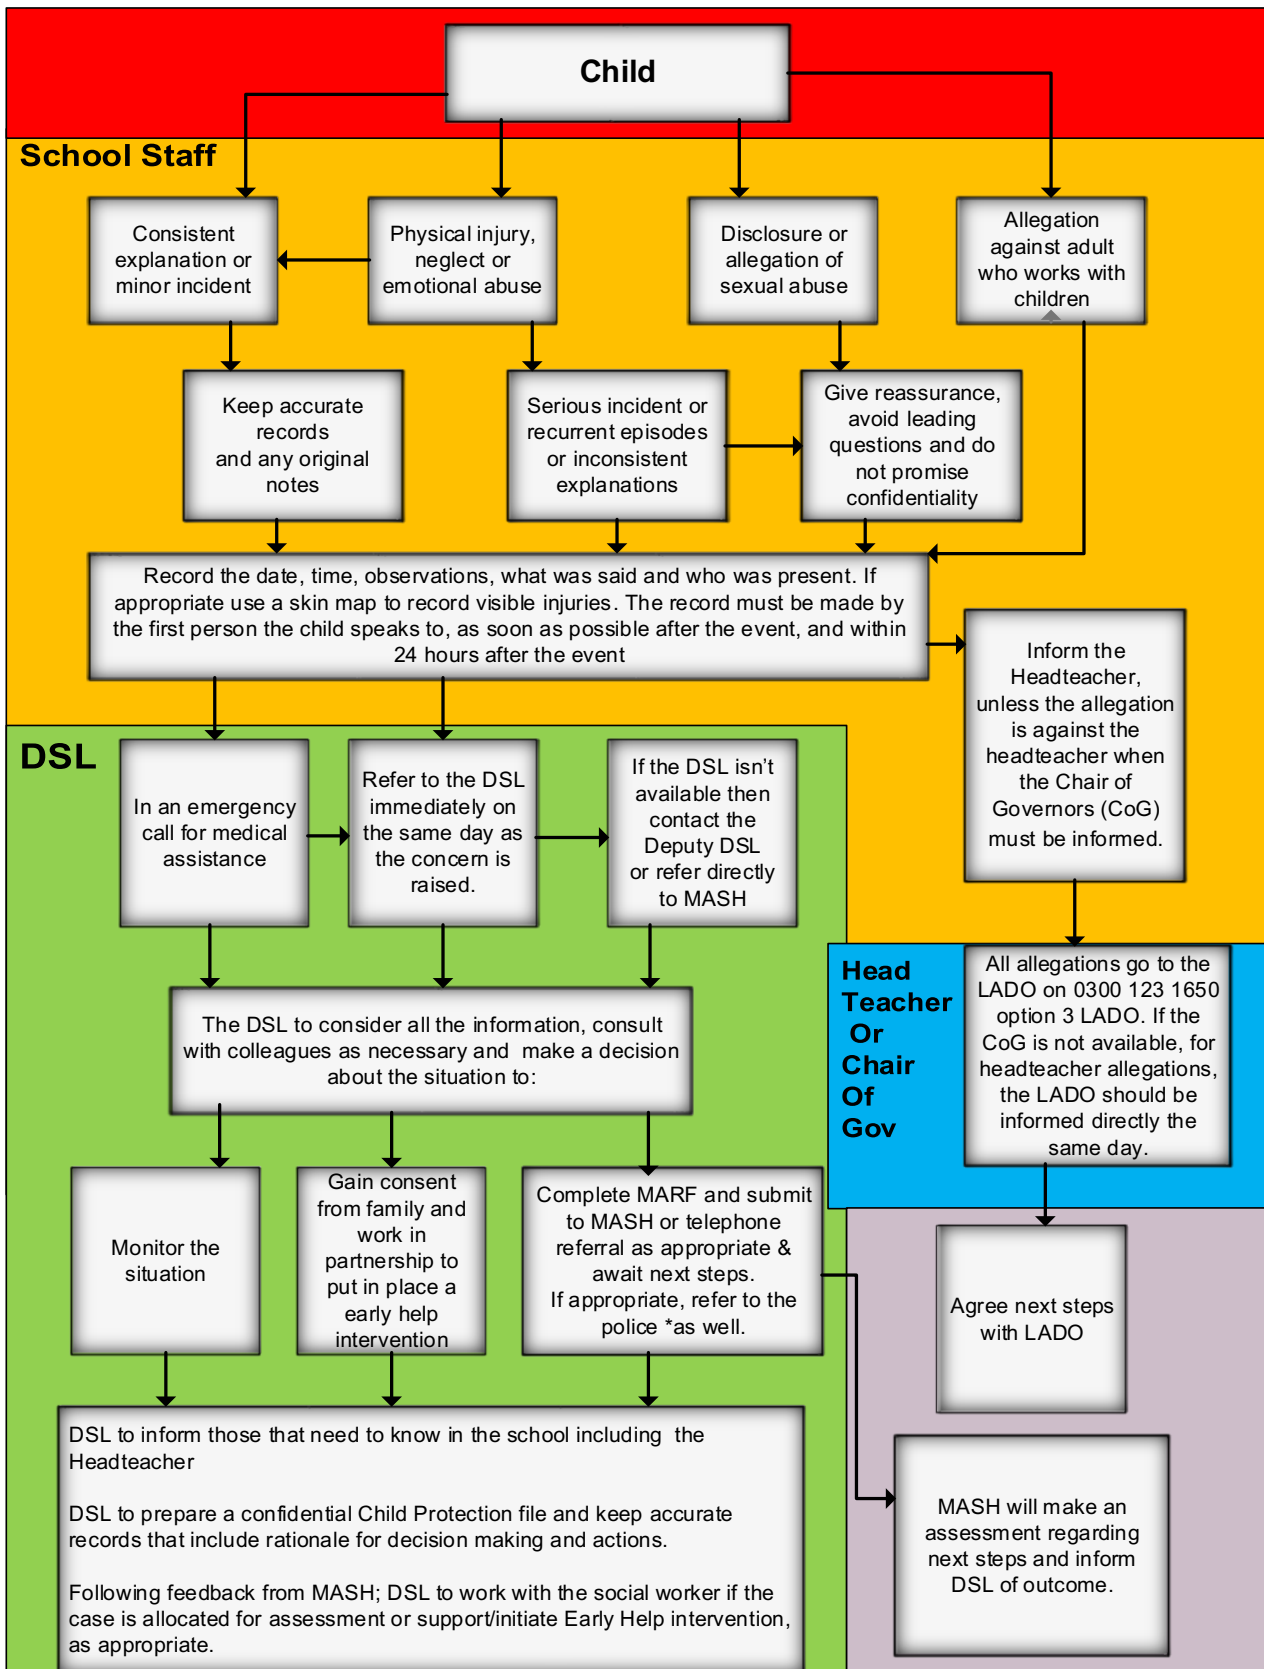 Child
School Staff
Consistent
explanation or
minor incident
Physical injury,
neglect or
emotional abuse
Disclosure or
allegation of
sexual abuse
Allegation
against adult
who works with
children
Keep accurate
records
and any original
notes
Serious incident or
recurrent episodes
or inconsistent
explanations
Give reassurance,
avoid leading
questions and do
not promise
confidentiality
Record the date, time, observations, what was said and who was present. If
appropriate use a skin map to record visible injuries. The record must be made by
the first person the child speaks to, as soon as possible after the event, and within
24 hours after the event
Inform the
Headteacher,
unless the allegation
is against the
headteacher when
the Chair of
Governors (CoG)
must be informed.
DSL
In an emergency
call for medical
assistance
Refer to the DSL
immediately on
the same day as
the concern is
raised.
If the DSL isn't
available then
contact the
Deputy DSL
or refer directly
to MASH
Head
Teacher
Or
Chair
Of
Gov
All allegations go to the
LADO on 0300 123 1650
option 3 LADO. If the
CoG is not available, for
headteacher allegations,
the LADO should be
informed directly the
same day.
The DSL to consider all the information, consult
with colleagues as necessary and make a decision
about the situation to:
Monitor the
situation
Gain consent
from family and
work in
partnership to
put in place a
early help
intervention
Complete MARF and submit
to MASH or telephone
referral as appropriate &
await next steps.
If appropriate, refer to the
police *as well.
Agree next steps
with LADO
DSL to inform those that need to know in the school including the
Headteacher
DSL to prepare a confidential Child Protection file and keep accurate
records that include rationale for decision making and actions.
Following feedback from MASH; DSL to work with the social worker if the
case is allocated for assessment or support/initiate Early Help intervention,
as appropriate.
MASH will make an
assessment regarding
next steps and inform
DSL of outcome.